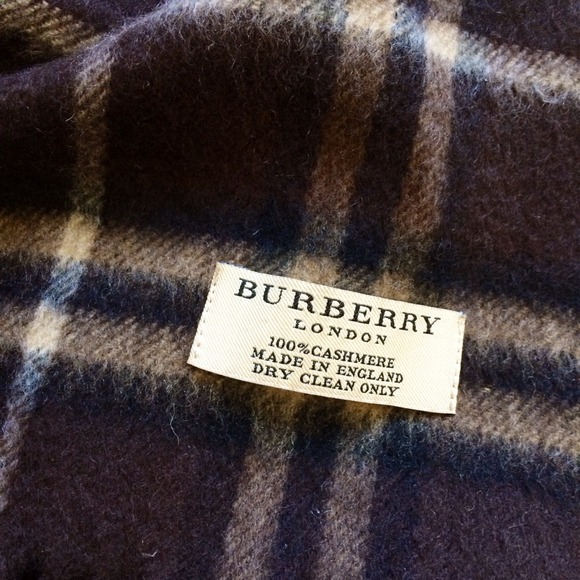 BURBERRY
LONDON
100%CASHMERE
MADE IN ENGLAND
DRY CLEAN ONLY